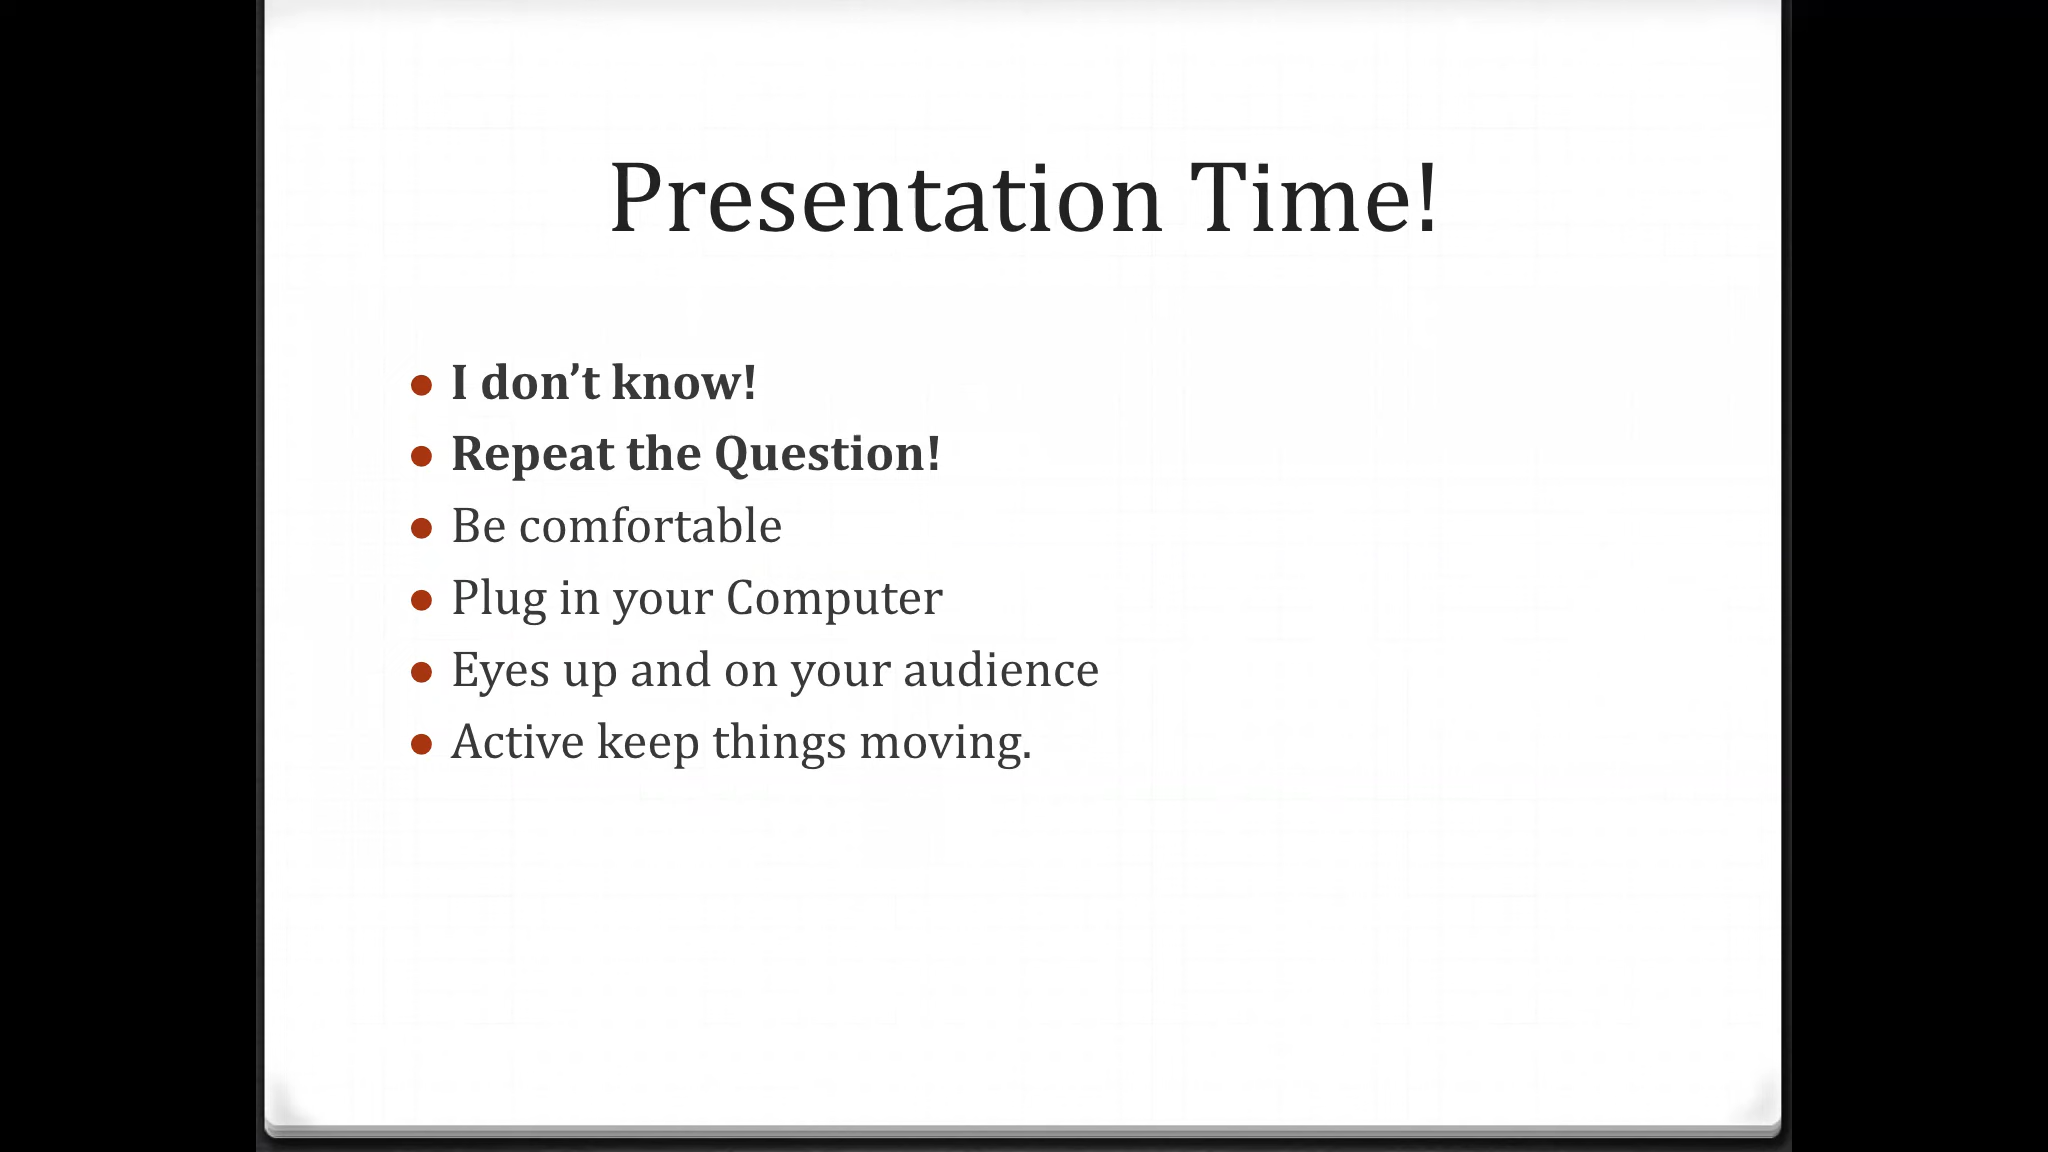 Presentation Time!
● I don’t know!
● Repeat the Question!
● Be comfortable
● Plug in your Computer
● Eyes up and on your audience
● Active keep things moving.